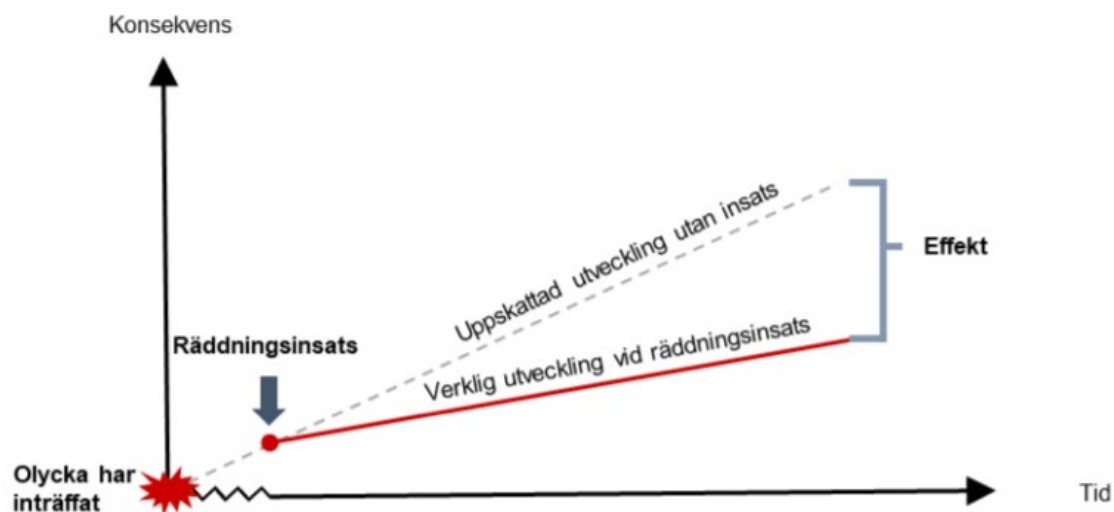 Konsekvens
Uppskattad utveckling utan insats
Effekt
Räddningsinsats
Verklig utveckling vid räddningsinsats
Olycka har
inträffat
Tid